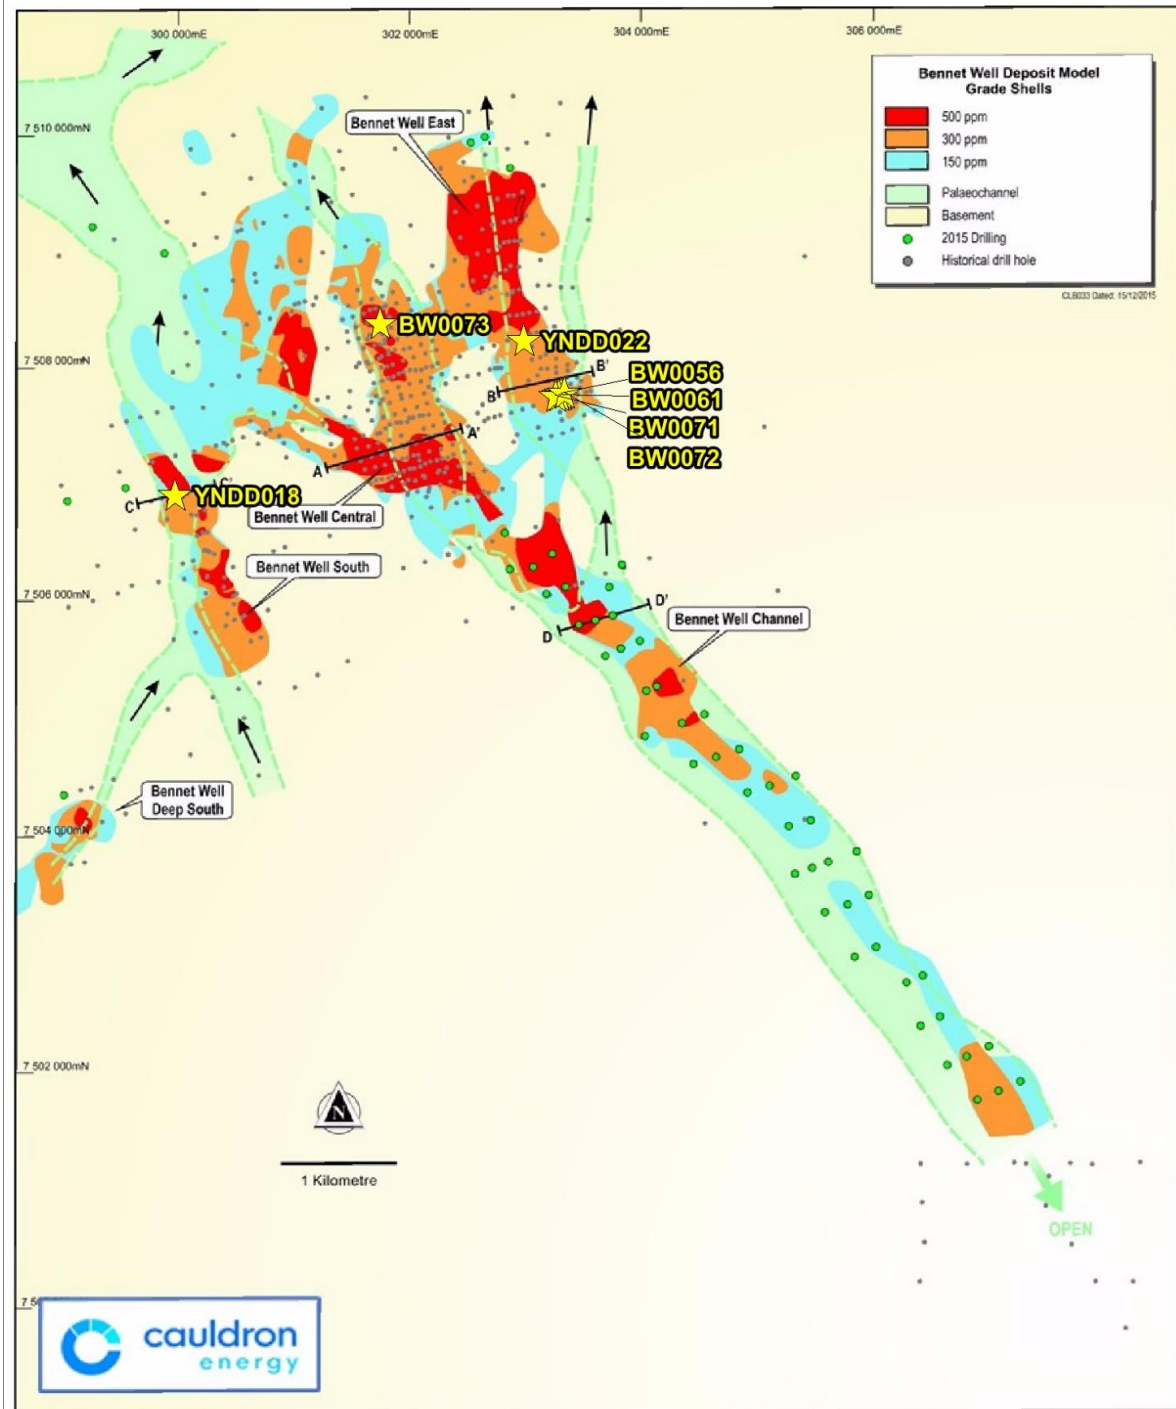 300 000mE
302 000mE
304 000mE
306 000mE
Bennet Well Deposit Model
Grade Shells
500 ppm
300 ppm
150 ppm
Palaeochannel
Basement
2015 Drilling
Historical drill hole
CLB033 Dated: 15/12/2015
7 510 000mN
Bennet Well East
BW0073
YNDD022
7 508 000mN
B'
B
BW0056
BW0061
BW0071
BW0072
A'
A
C'
C
YNDD018
Bennet Well Central
Bennet Well South
7 506 000mN
D'
D
Bennet Well Channel
Bennet Well
Deep South
7 504 000mN
7 502 000mN
N
1 Kilometre
OPEN
cauldron
energy